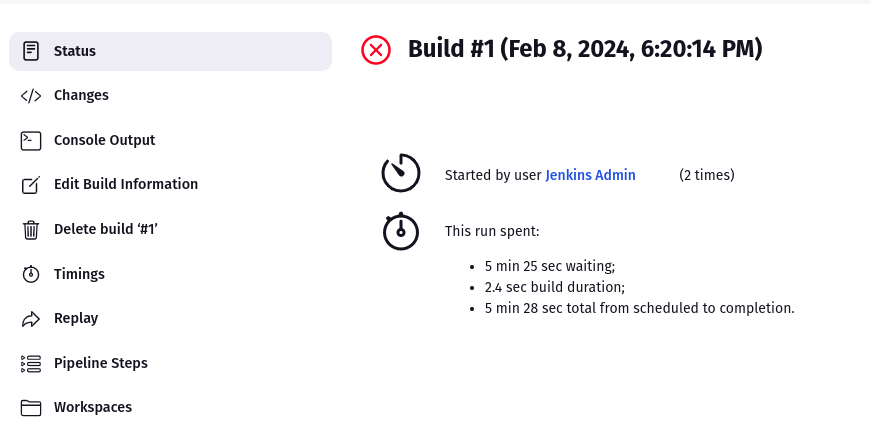 Status
Changes
Console Output
Edit Build Information
Delete build ‘#1’
Timings
Replay
Pipeline Steps
Workspaces
Build #1 (Feb 8, 2024, 6:20:14 PM)
Started by user Jenkins Admin (2 times)
This run spent:
• 5 min 25 sec waiting;
• 2.4 sec build duration;
• 5 min 28 sec total from scheduled to completion.